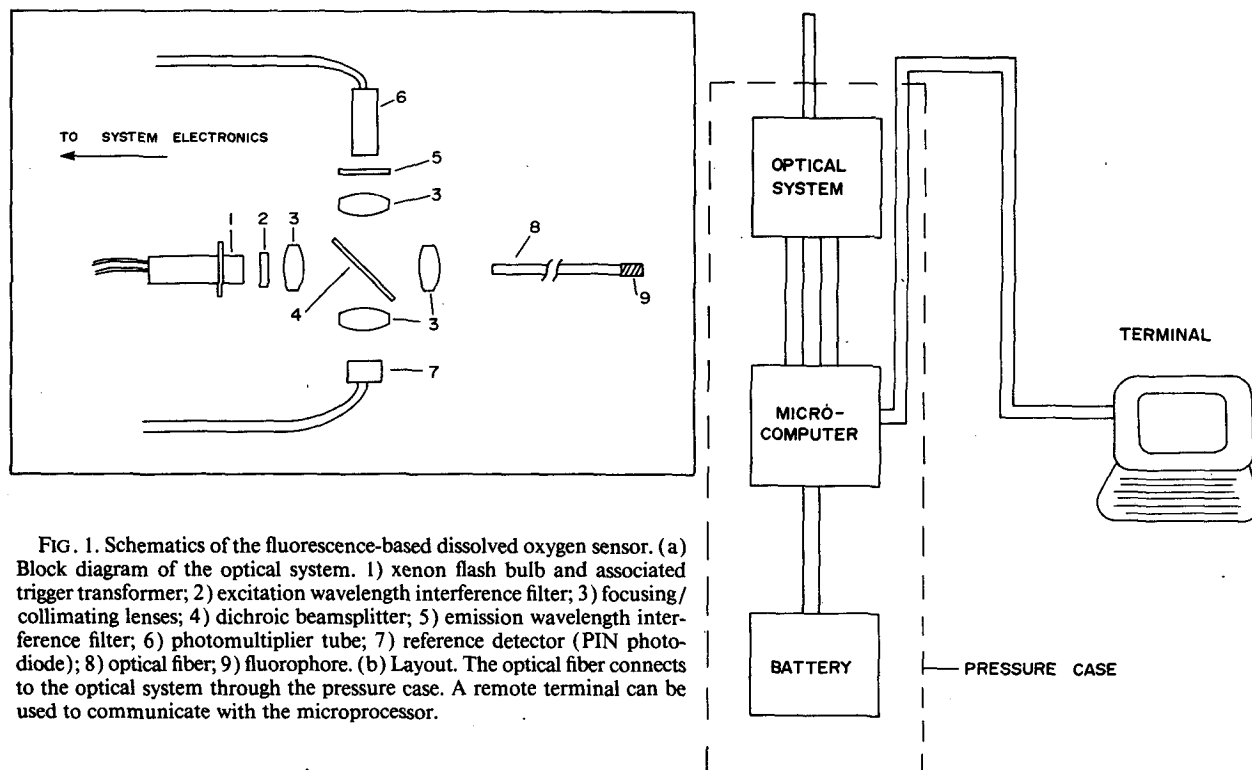 TO SYSTEM ELECTRONICS
6
5
3
1 2 3
8
4
3
9
7
OPTICAL
SYSTEM
MICRO-
COMPUTER
BATTERY
PRESSURE CASE
TERMINAL
FIG. 1. Schematics of the fluorescence-based dissolved oxygen sensor. (a)
Block diagram of the optical system. 1) xenon flash bulb and associated
trigger transformer; 2) excitation wavelength interference filter; 3) focusing/
collimating lenses; 4) dichroic beamsplitter; 5) emission wavelength inter-
ference filter; 6) photomultiplier tube; 7) reference detector (PIN photo-
diode); 8) optical fiber; 9) fluorophore. (b) Layout. The optical fiber connects
to the optical system through the pressure case. A remote terminal can be
used to communicate with the microprocessor.